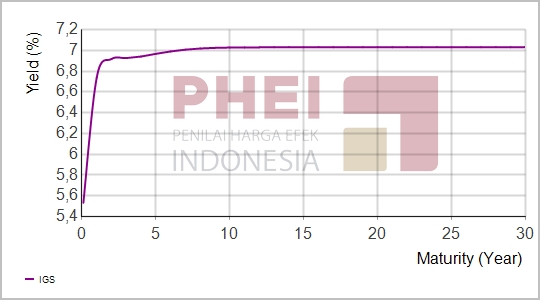 Yield (%)
7,2
7
6,8
6,6
6,4
6,2
6
5,8
5,6
5,4
0 5 10 15 20 25 30
Maturity (Year)
PHEI
PENILAI HARGA EFEK
INDONESIA
IGS